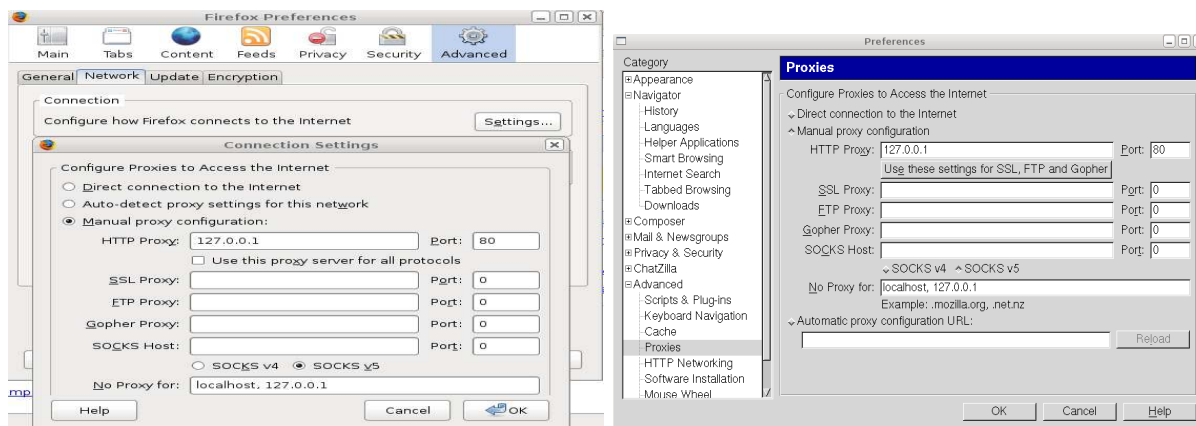 Firefox Preferences
Main Tabs Content Feeds Privacy Security Advanced
General Network Update Encryption
Connection
Configure how Firefox connects to the Internet Settings...
Connection Settings
Configure Proxies to Access the Internet
Direct connection to the Internet
Auto-detect proxy settings for this network
Manual proxy configuration:
HTTP Proxy: 127.0.0.1 Port: 80
Use this proxy server for all protocols
SSL Proxy: Port: 0
FTP Proxy: Port: 0
Gopher Proxy: Port: 0
SOCKS Host: Port: 0
SOCKS v4 SOCKS v5
No Proxy for: localhost, 127.0.0.1
mp
Help Cancel OK
Preferences
Category
Appearance
Navigator
History
Languages
Helper Applications
Smart Browsing
Internet Search
Tabbed Browsing
Downloads
Composer
Mail & Newsgroups
Privacy & Security
ChatZilla
Advanced
Scripts & Plug-ins
Keyboard Navigation
Cache
Proxies
HTTP Networking
Software Installation
Mouse Wheel
Proxies
Configure Proxies to Access the Internet
Direct connection to the Internet
Manual proxy configuration
HTTP Proxy: 127.0.0.1 Port: 80
Use these settings for SSL, FTP and Gopher
SSL Proxy: Port: 0
FTP Proxy: Port: 0
Gopher Proxy: Port: 0
SOCKS Host: Port: 0
SOCKS v4 SOCKS v5
No Proxy for: localhost, 127.0.0.1
Example: .mozilla.org, .net.nz
Automatic proxy configuration URL:
Reload
OK Cancel Help